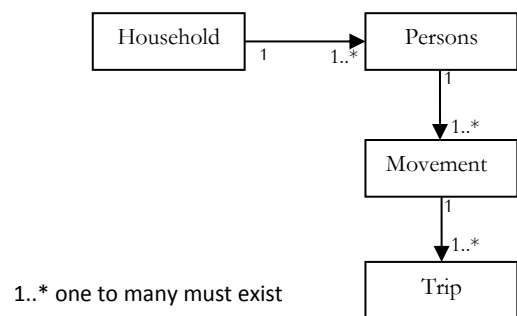 Household
Persons
1
1..*
1
1..*
Movement
1
1..*
Trip
1..* one to many must exist